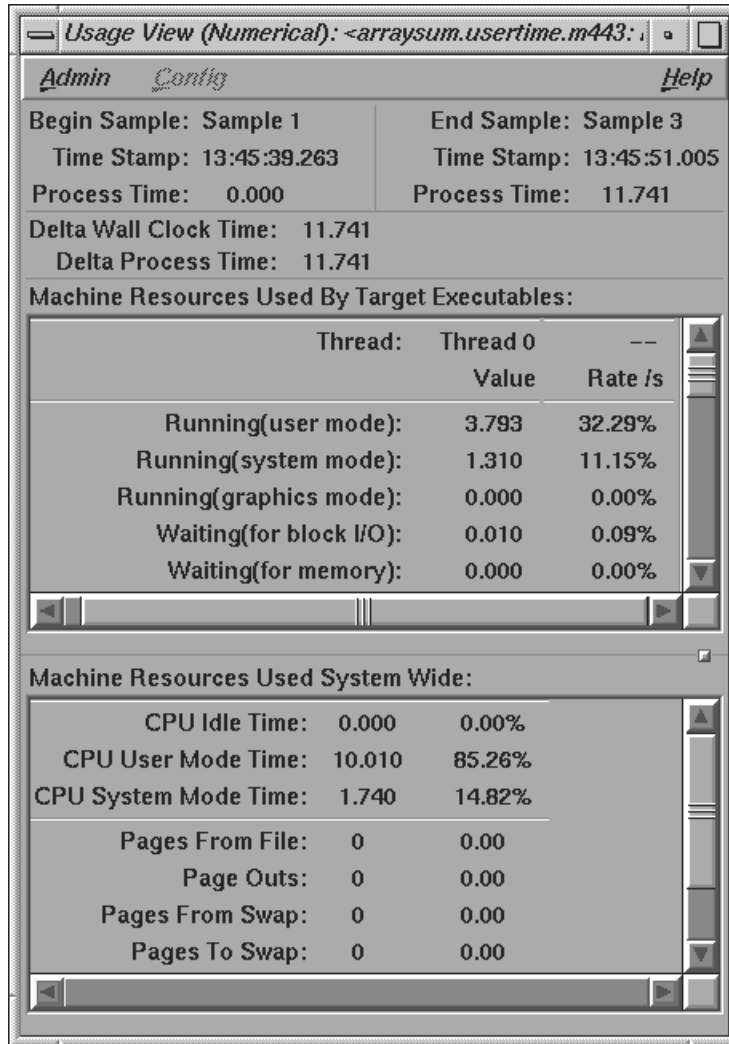 Usage View (Numerical): <arraysum.usertime.m443:
Admin Config Help
Begin Sample: Sample 1 End Sample: Sample 3
Time Stamp: 13:45:39.263 Time Stamp: 13:45:51.005
Process Time: 0.000 Process Time: 11.741
Delta Wall Clock Time: 11.741
Delta Process Time: 11.741
Machine Resources Used By Target Executables:
Thread: Thread 0 --
Value Rate /s
Running(user mode): 3.793 32.29%
Running(system mode): 1.310 11.15%
Running(graphics mode): 0.000 0.00%
Waiting(for block I/O): 0.010 0.09%
Waiting(for memory): 0.000 0.00%
Machine Resources Used System Wide:
CPU Idle Time: 0.000 0.00%
CPU User Mode Time: 10.010 85.26%
CPU System Mode Time: 1.740 14.82%
Pages From File: 0 0.00
Page Outs: 0 0.00
Pages From Swap: 0 0.00
Pages To Swap: 0 0.00